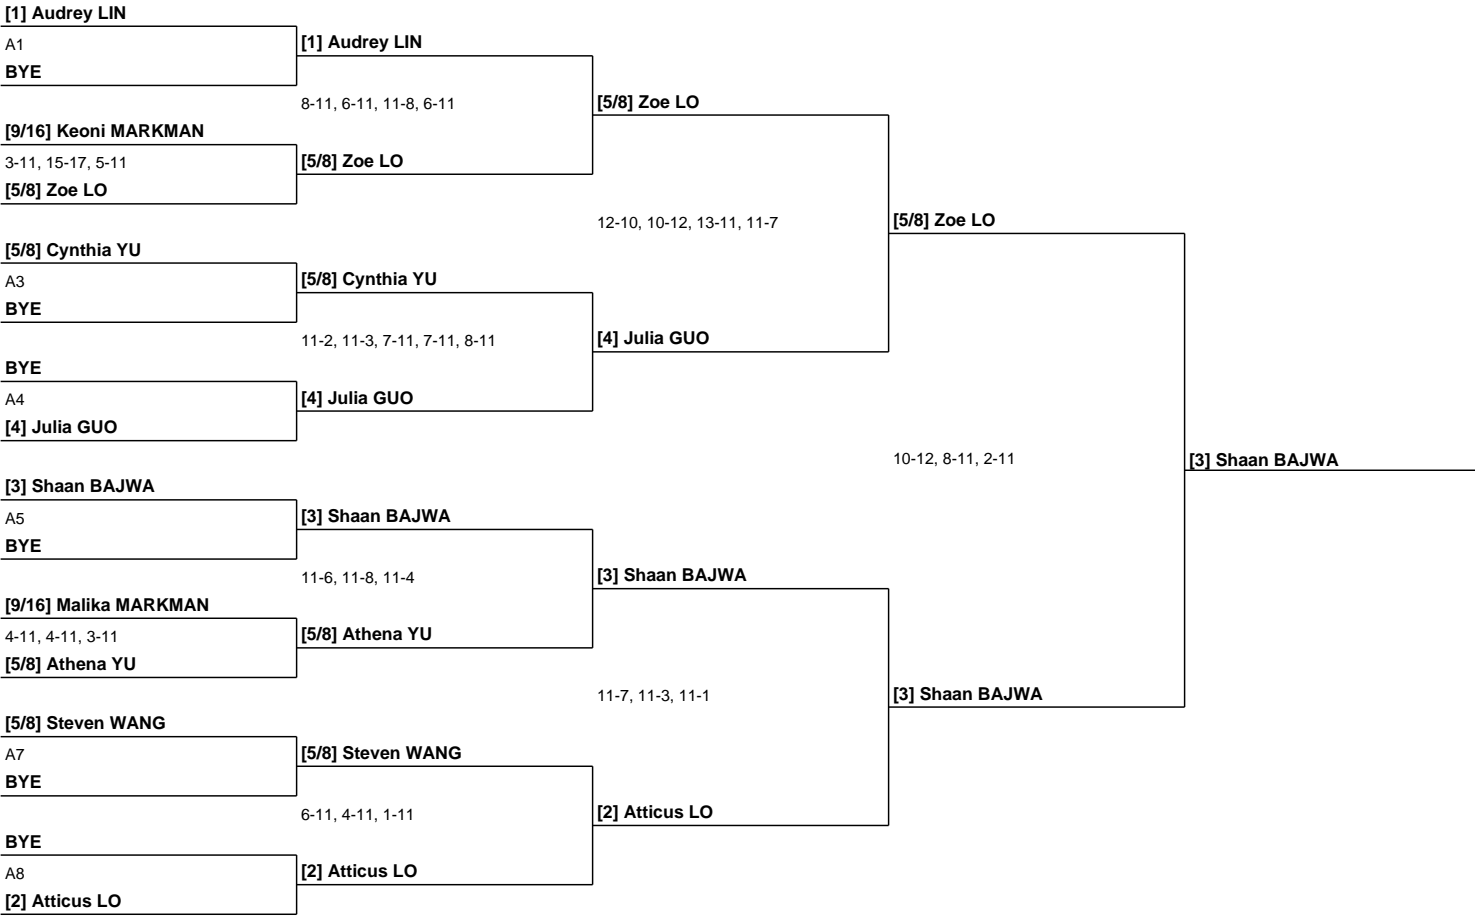 [1] Audrey LIN
A1
BYE
[9/16] Keoni MARKMAN
3-11, 15-17, 5-11
[5/8] Zoe LO
[5/8] Cynthia YU
A3
BYE
BYE
A4
[4] Julia GUO
[3] Shaan BAJWA
A5
BYE
[9/16] Malika MARKMAN
4-11, 4-11, 3-11
[5/8] Athena YU
[5/8] Steven WANG
A7
BYE
BYE
A8
[2] Atticus LO
[1] Audrey LIN
8-11, 6-11, 11-8, 6-11
[5/8] Zoe LO
[5/8] Cynthia YU
11-2, 11-3, 7-11, 7-11, 8-11
[4] Julia GUO
[3] Shaan BAJWA
11-6, 11-8, 11-4
[5/8] Athena YU
[5/8] Steven WANG
6-11, 4-11, 1-11
[2] Atticus LO
[5/8] Zoe LO
12-10, 10-12, 13-11, 11-7
[4] Julia GUO
[3] Shaan BAJWA
11-7, 11-3, 11-1
[2] Atticus LO
[5/8] Zoe LO
10-12, 8-11, 2-11
[3] Shaan BAJWA
[3] Shaan BAJWA